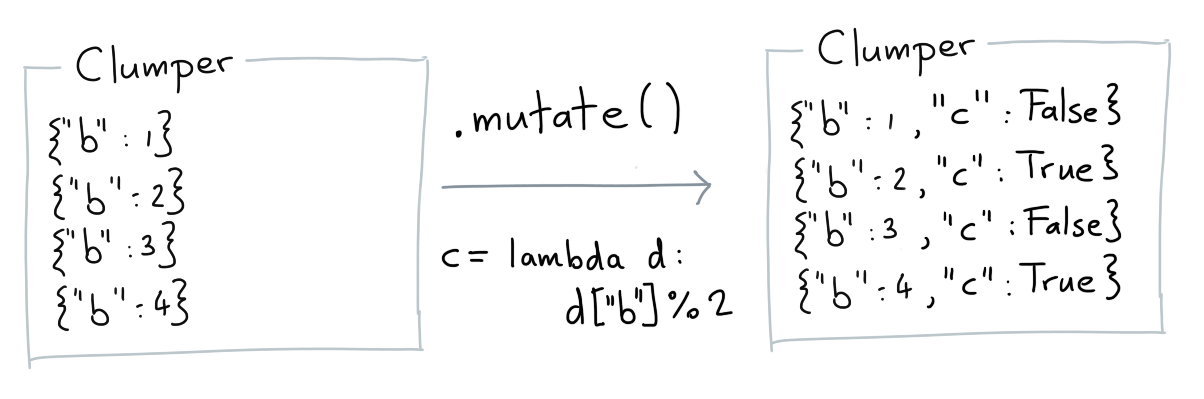 Clumper
{"b" : 1}
{"b" : 2}
{"b" : 3}
{"b" : 4}
.mutate()
c = lambda d:
d["b"] % 2
Clumper
{"b" : 1, "c" : False}
{"b" : 2, "c" : True}
{"b" : 3, "c" : False}
{"b" : 4, "c" : True}